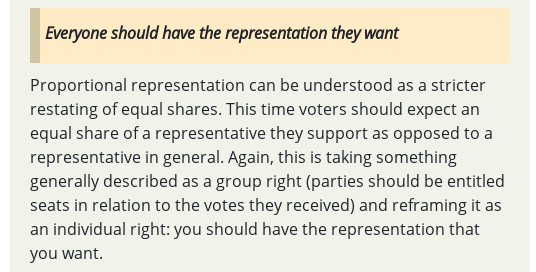 Everyone should have the representation they want
Proportional representation can be understood as a stricter
restating of equal shares. This time voters should expect an
equal share of a representative they support as opposed to a
representative in general. Again, this is taking something
generally described as a group right (parties should be entitled
seats in relation to the votes they received) and reframing it as
an individual right: you should have the representation that
you want.